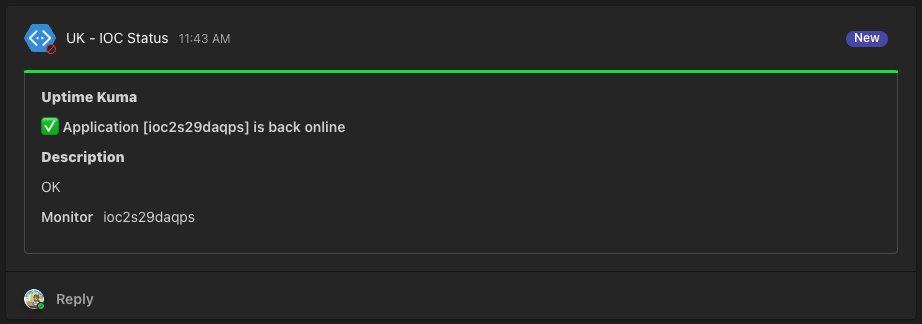 UK - IOC Status 11:43 AM New
Uptime Kuma
✅ Application [ioc2s29daqps] is back online
Description
OK
Monitor ioc2s29daqps
Reply